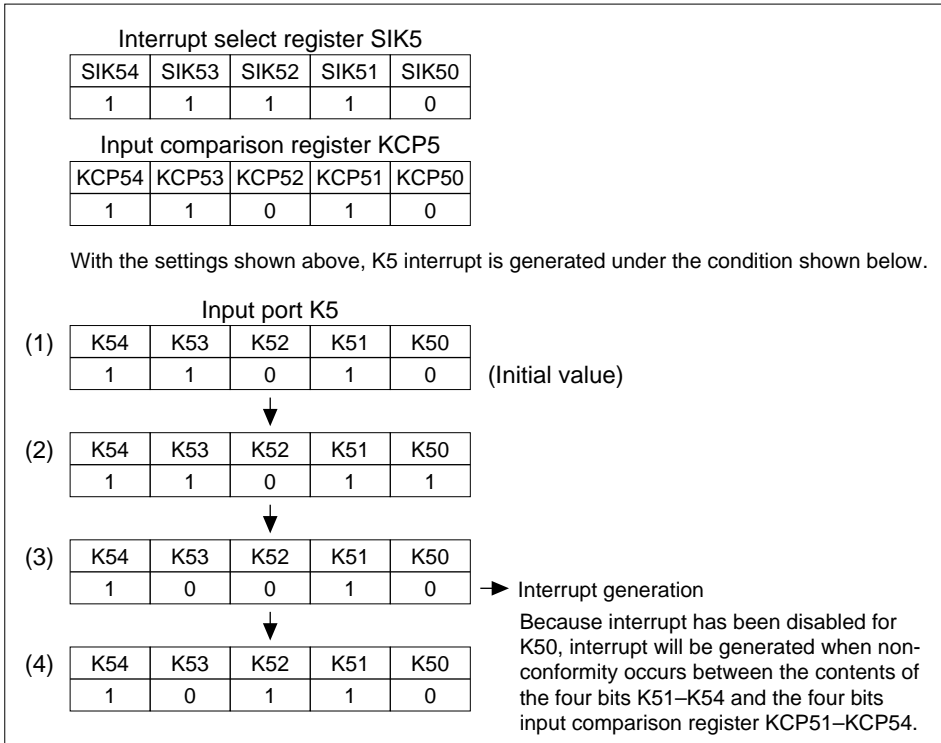 Interrupt select register SIK5
SIK54 SIK53 SIK52 SIK51 SIK50
1 1 1 1 0
Input comparison register KCP5
KCP54 KCP53 KCP52 KCP51 KCP50
1 1 0 1 0
With the settings shown above, K5 interrupt is generated under the condition shown below.
Input port K5
(1) K54 K53 K52 K51 K50
1 1 0 1 0 (Initial value)
(2) K54 K53 K52 K51 K50
1 1 0 1 1
(3) K54 K53 K52 K51 K50
1 0 0 1 0 Interrupt generation
Because interrupt has been disabled for
K50, interrupt will be generated when non-
conformity occurs between the contents of
the four bits K51–K54 and the four bits
input comparison register KCP51–KCP54.
(4) K54 K53 K52 K51 K50
1 0 1 1 0